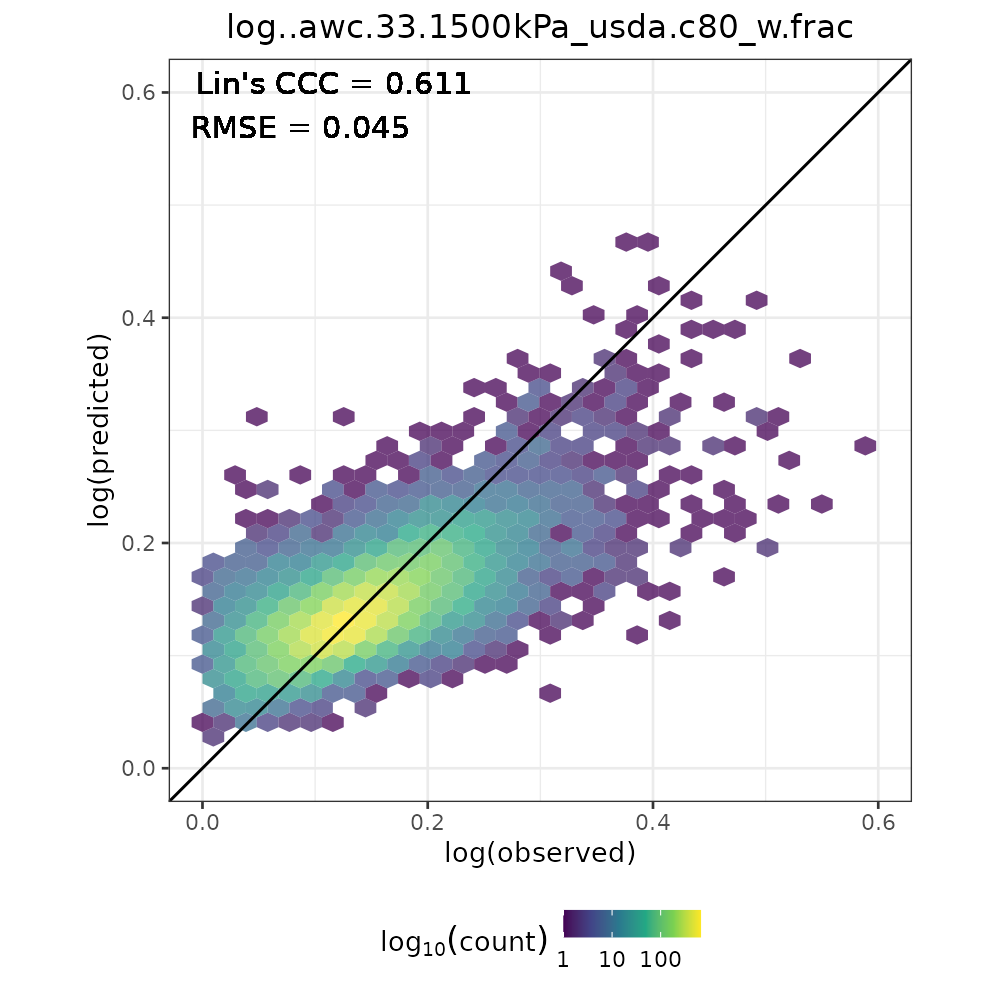 log..awc.33.1500kPa_usda.c80_w.frac
Lin's CCC = 0.611
RMSE = 0.045
0.6
0.4
0.2
0.0
log(predicted)
0.0 0.2 0.4 0.6
log(observed)
log₁₀(count)
1 10 100